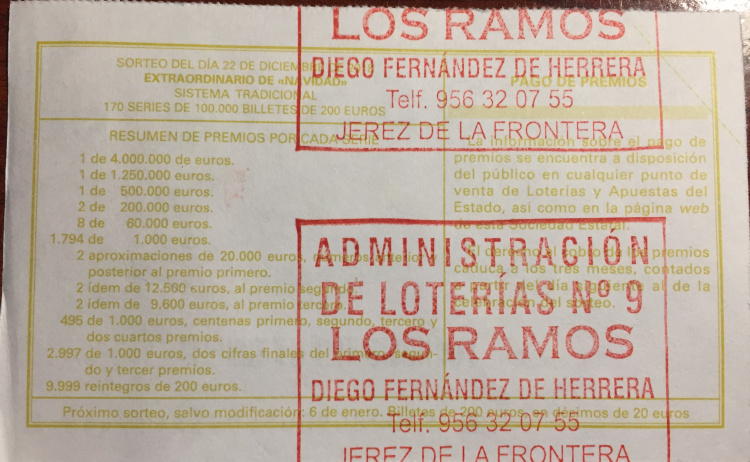 LOS RAMOS
DIEGO FERNÁNDEZ DE HERRERA
Telf. 956 32 07 55
JEREZ DE LA FRONTERA
SORTEO DEL DÍA 22 DE DICIEMBRE DE
EXTRAORDINARIO DE «NAVIDAD»
SISTEMA TRADICIONAL
170 SERIES DE 100.000 BILLETES DE 200 EUROS
RESUMEN DE PREMIOS POR CADA SERIE
1 de 4.000.000 de euros.
1 de 1.250.000 euros.
1 de 500.000 euros.
2 de 200.000 euros.
8 de 60.000 euros.
1.794 de 1.000 euros.
2 aproximaciones de 20.000 euros, números anterior y
posterior al premio primero.
2 ídem de 12.500 euros, al premio segundo.
2 ídem de 9.600 euros, al premio tercero.
495 de 1.000 euros, centenas primero, segundo, tercero y
dos cuartos premios.
2.997 de 1.000 euros, dos cifras finales del primero, segun-
do y tercer premios.
9.999 reintegros de 200 euros.
PAGO DE PREMIOS
La información sobre el pago de
premios se encuentra a disposición
del público en cualquier punto de
venta de Loterías y Apuestas del
Estado, así como en la página web
de esta Sociedad Estatal.
El derecho al cobro de los premios
caduca a los tres meses, contados
a partir del día siguiente al de la
celebración del sorteo.
Próximo sorteo, salvo modificación: 6 de enero. Billetes de 200 euros, en décimos de 20 euros
ADMINISTRACIÓN
DE LOTERÍAS Nº 9
LOS RAMOS
DIEGO FERNÁNDEZ DE HERRERA
Telf. 956 32 07 55
JEREZ DE LA FRONTERA